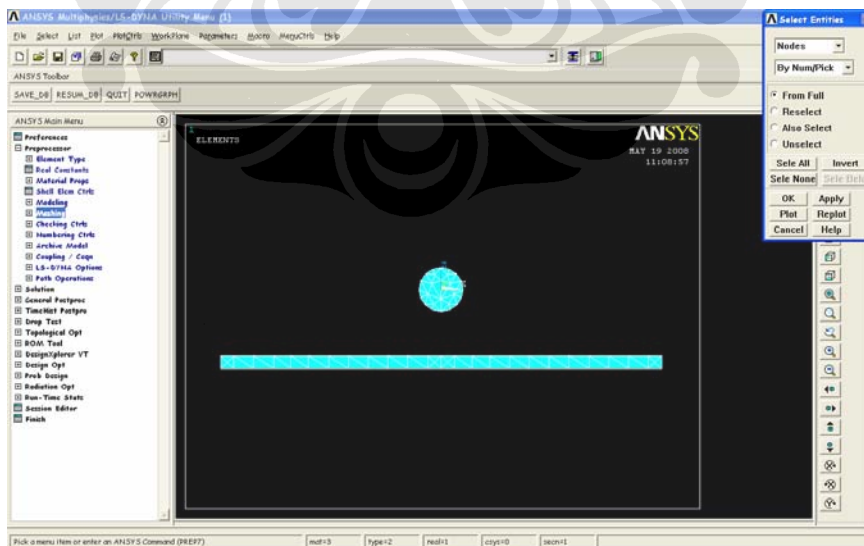 ANSYS Multiphysics/LS-DYNA Utility Menu (1)
File Select List Plot PlotCtrls WorkPlane Parameters Macro MenuCtrls Help
ANSYS Toolbar
SAVE_DB RESUM_DB QUIT POWRGRPH
ANSYS Main Menu
Preferences
Preprocessor
Element Type
Real Constants
Material Props
Shell Elem Ctrls
Modeling
Meshing
Checking Ctrls
Numbering Ctrls
Archive Model
Coupling / Ceqn
LS-DYNA Options
Path Operations
Solution
General Postproc
TimeHist Postpro
Drop Test
Topological Opt
ROM Tool
DesignXplorer VT
Design Opt
Prob Design
Radiation Opt
Run-Time Stats
Session Editor
Finish
1
ELEMENTS
ANSYS
MAY 19 2008
11:08:57
Select Entities
Nodes
By Num/Pick
From Full
Reselect
Also Select
Unselect
Sele All Invert
Sele None Sele Belo
OK Apply
Plot Replot
Cancel Help
Pick a menu item or enter an ANSYS Command (PREP7)
mat=3
type=2
real=1
csys=0
secn=1